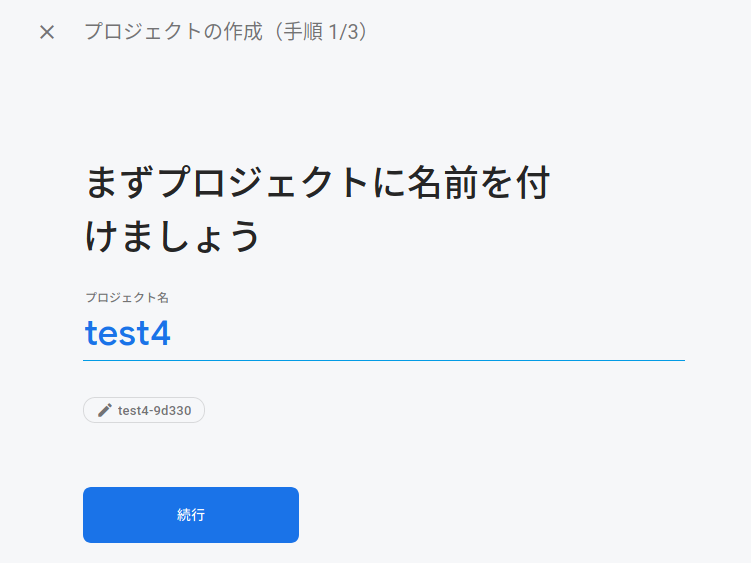 プロジェクトの作成（手順 1/3）
まずプロジェクトに名前を付
けましょう
プロジェクト名
test4
test4-9d330
続行